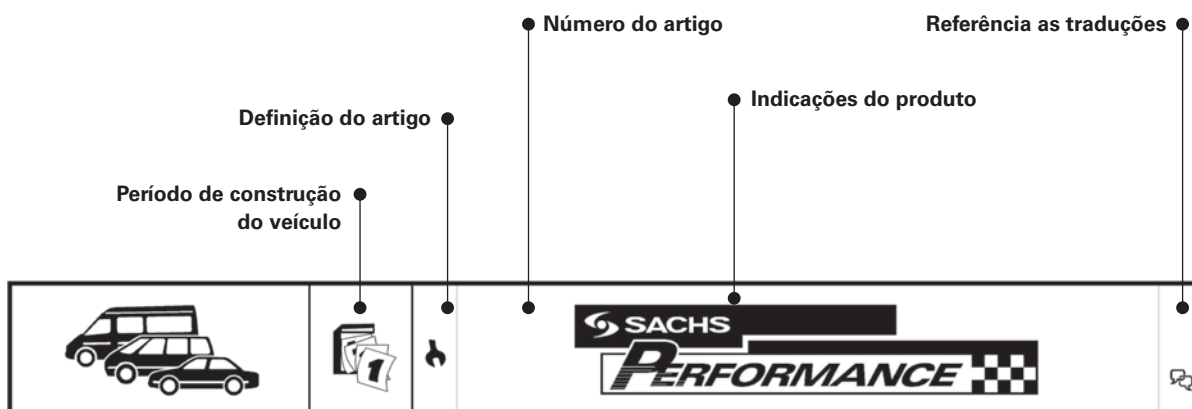 Número do artigo
Referência as traduções
Indicações do produto
Definição do artigo
Período de construção
do veículo
1
SACHS
PERFORMANCE